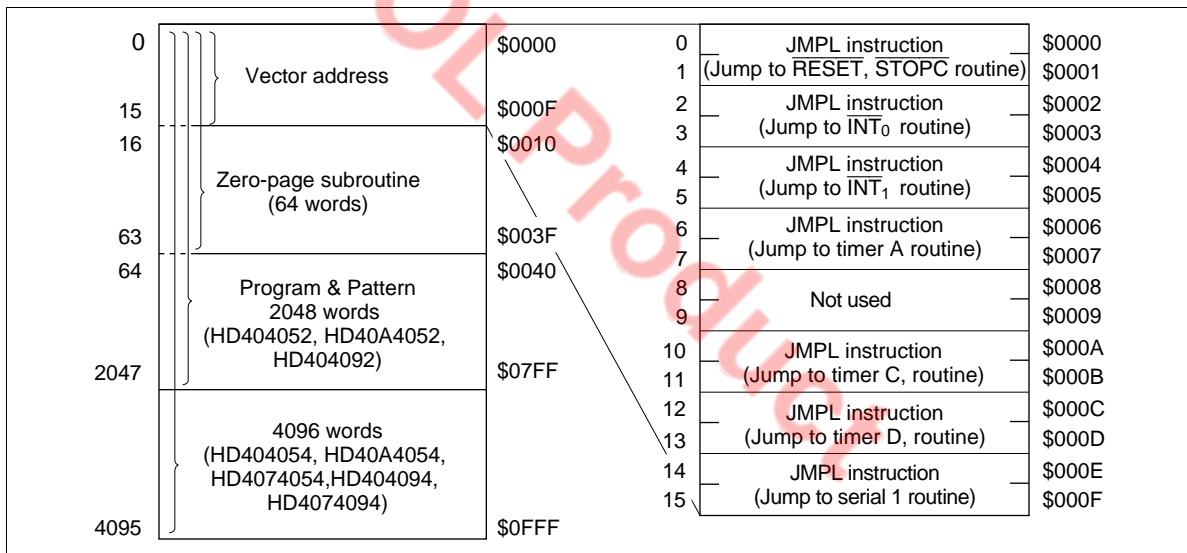 0
$0000
Vector address
15
$000F
16
$0010
Zero-page subroutine
(64 words)
63
$003F
64
$0040
Program & Pattern
2048 words
(HD404052, HD40A4052,
HD404092)
2047
$07FF
4096 words
(HD404054, HD40A4054,
HD4074054,HD404094,
HD4074094)
4095
$0FFF
0
JMPL instruction
$0000
1
(Jump to RESET, STOPC routine)
$0001
2
JMPL instruction
$0002
3
(Jump to INT0 routine)
$0003
4
JMPL instruction
$0004
5
(Jump to INT1 routine)
$0005
6
JMPL instruction
$0006
7
(Jump to timer A routine)
$0007
8
$0008
Not used
9
$0009
10
JMPL instruction
$000A
11
(Jump to timer C, routine)
$000B
12
JMPL instruction
$000C
13
(Jump to timer D, routine)
$000D
14
JMPL instruction
$000E
15
(Jump to serial 1 routine)
$000F
OL Product